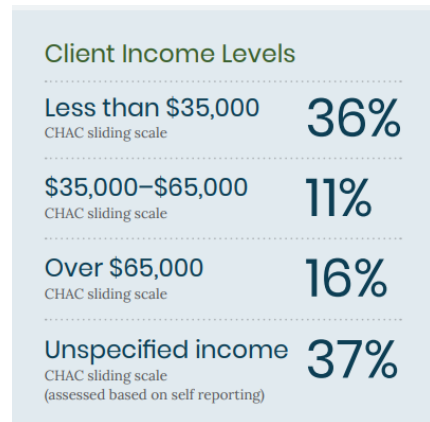 Client Income Levels
Less than $35,000 36%
CHAC sliding scale
$35,000–$65,000 11%
CHAC sliding scale
Over $65,000 16%
CHAC sliding scale
Unspecified income 37%
CHAC sliding scale
(assessed based on self reporting)